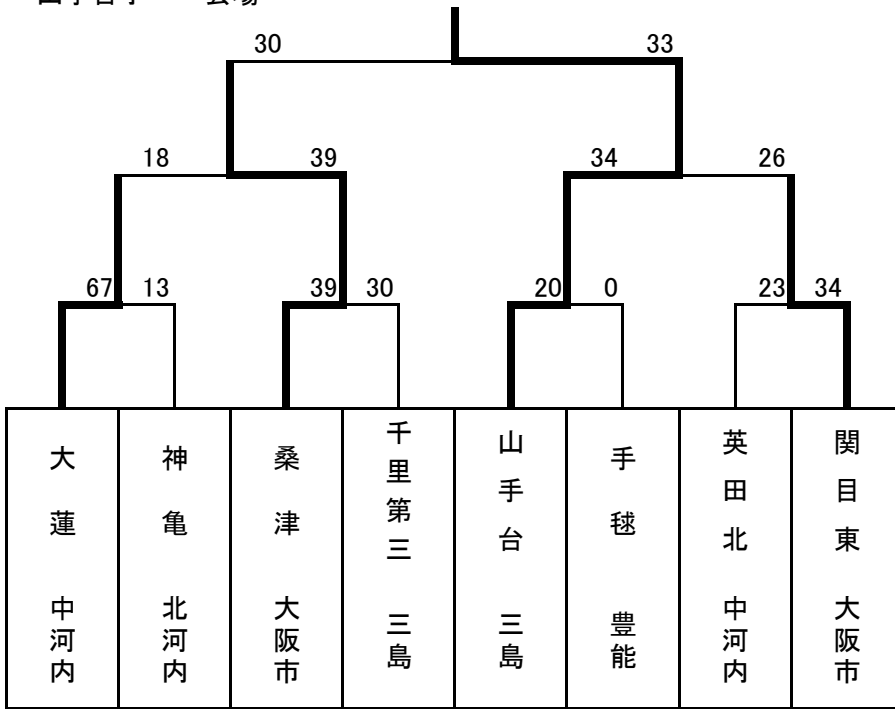 30 33
18 39 34 26
67 13 39 30 20 0 23 34
大蓮 中河内
神亀 北河内
桑津 大阪市
千里第三 三島
山手台 三島
手毬 豊能
英田北 中河内
関目東 大阪市